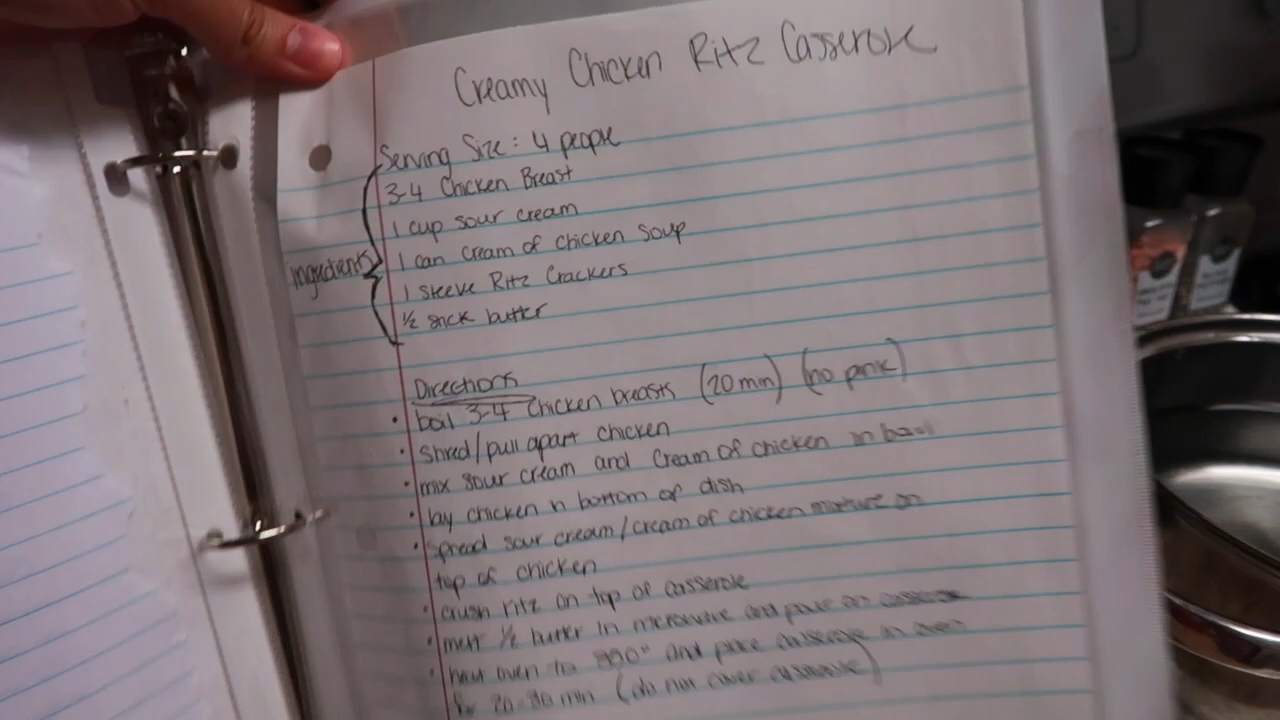 Creamy Chicken Ritz Casserole
Serving Size: 4 people
3-4 Chicken Breast
1 cup sour cream
1 can cream of chicken soup
1 sleeve Ritz Crackers
½ stick butter
ingredients
Directions
• boil 3-4 chicken breasts (20 min) (no pink)
• shred/pull apart chicken
• mix sour cream and cream of chicken in bowl
• lay chicken n bottom of dish
• spread sour cream/cream of chicken mixture on
top of chicken
• crush ritz on top of casserole
• melt ½ butter in microwave and pour on casserole
• heat oven to and place casserole in oven
for 20-30 min (do not cover casserole)